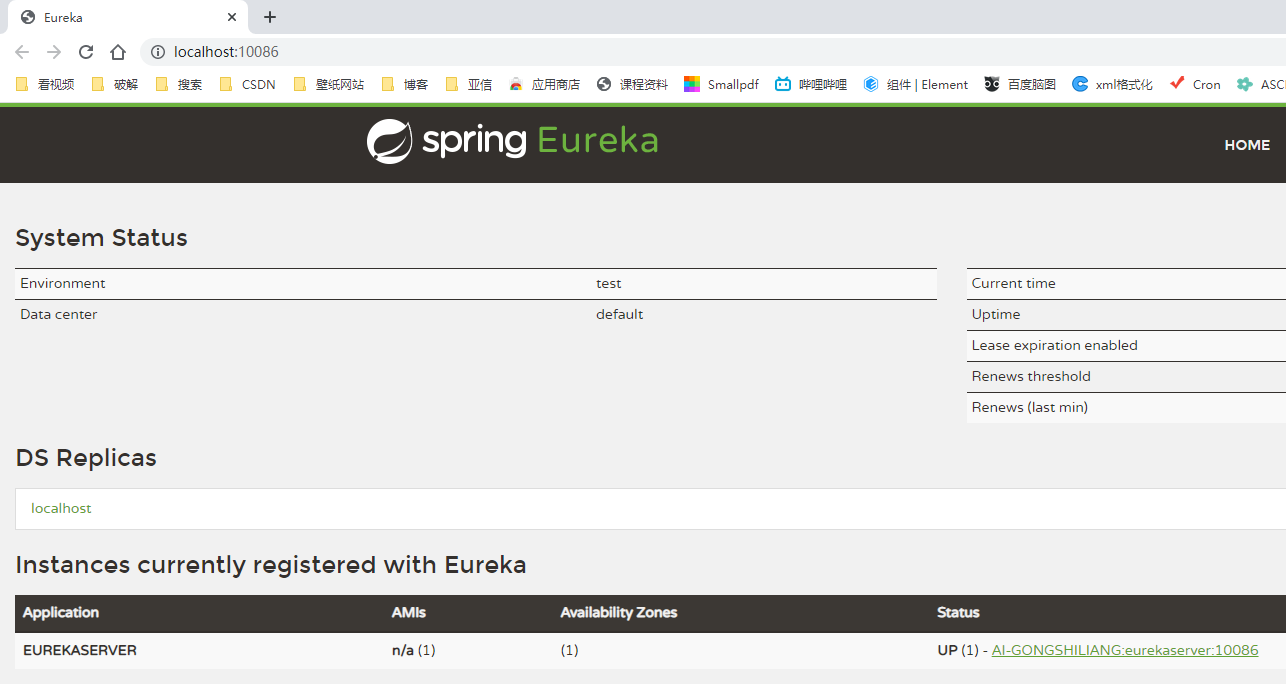 Eureka
localhost:10086
看视频 破解 搜索 CSDN 壁纸网站 博客 亚信 应用商店 课程资料 Smallpdf 哔哩哔哩 组件 | Element 百度脑图 xml格式化 Cron ASCI
spring Eureka
HOME
System Status
Environment test Current time
Data center default Uptime
Lease expiration enabled
Renews threshold
Renews (last min)
DS Replicas
localhost
Instances currently registered with Eureka
Application AMIs Availability Zones Status
EUREKASERVER n/a (1) (1) UP (1) - AI-GONGSHILIANG:eurekaserver:10086